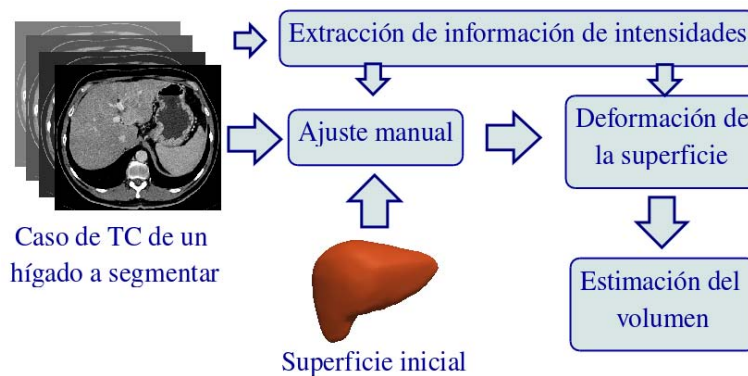 Extracción de información de intensidades
Ajuste manual
Deformación de
la superficie
Caso de TC de un
hígado a segmentar
Estimación del
volumen
Superficie inicial